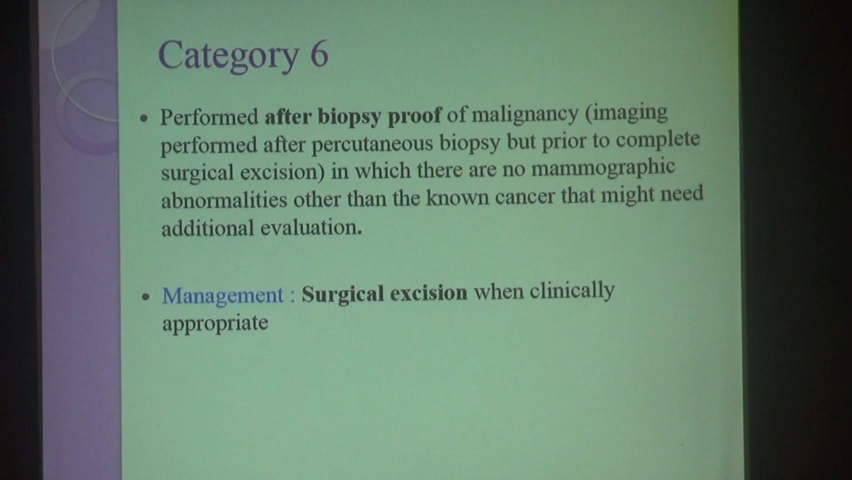 Category 6
• Performed after biopsy proof of malignancy (imaging
performed after percutaneous biopsy but prior to complete
surgical excision) in which there are no mammographic
abnormalities other than the known cancer that might need
additional evaluation.
• Management : Surgical excision when clinically
appropriate